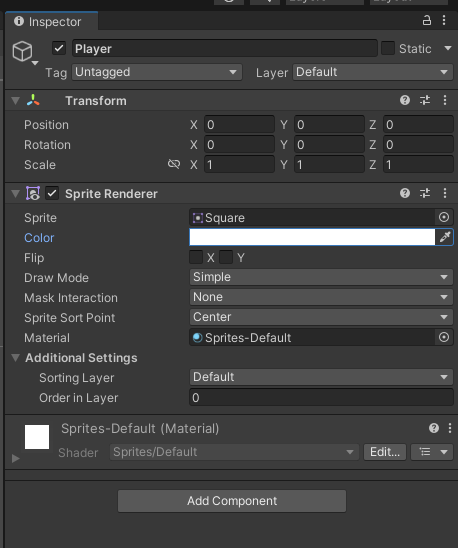 Inspector
Player
Static
Tag Untagged Layer Default
Transform
Position X 0 Y 0 Z 0
Rotation X 0 Y 0 Z 0
Scale X 1 Y 1 Z 1
Sprite Renderer
Sprite Square
Color
Flip X Y
Draw Mode Simple
Mask Interaction None
Sprite Sort Point Center
Material Sprites-Default
Additional Settings
Sorting Layer Default
Order in Layer 0
Sprites-Default (Material)
Shader Sprites/Default Edit...
Add Component